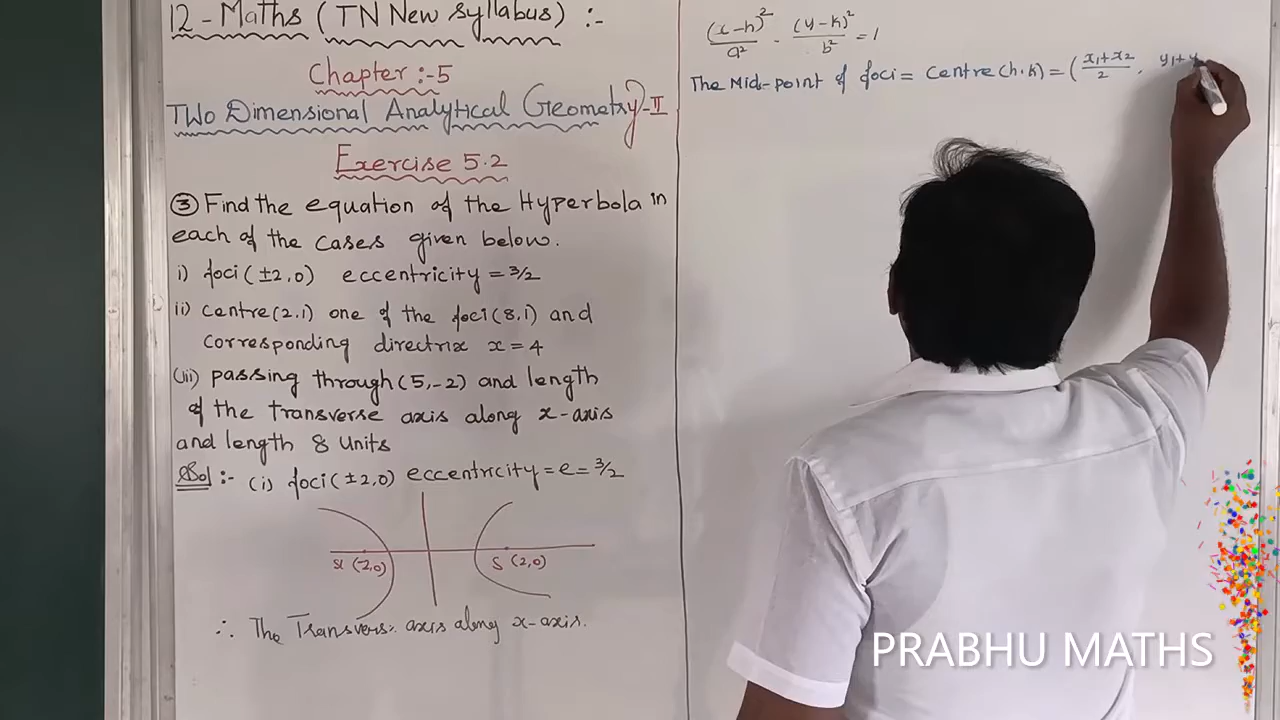 12 - Maths (TN New syllabus) :-
Chapter :- 5
Two Dimensional Analytical Geometry - II
Exercise 5.2
③ Find the equation of the Hyperbola in
each of the cases given below.
i) foci (±2,0) eccentricity = 3/2
ii) centre (2,1) one of the foci (8,1) and
corresponding directrix x = 4
(iii) passing through (5,-2) and length
of the transverse axis along x-axis
and length 8 units
Sol :- (i) foci (±2,0) eccentricity = e = 3/2
S' (-2,0) S (2,0)
∴ The Transvers. axis along x-axis.
(x-h)²/a² - (y-k)²/b² = 1
The Mid-point of foci = centre (h,k) = (x₁+x₂/2, y₁+y
PRABHU MATHS